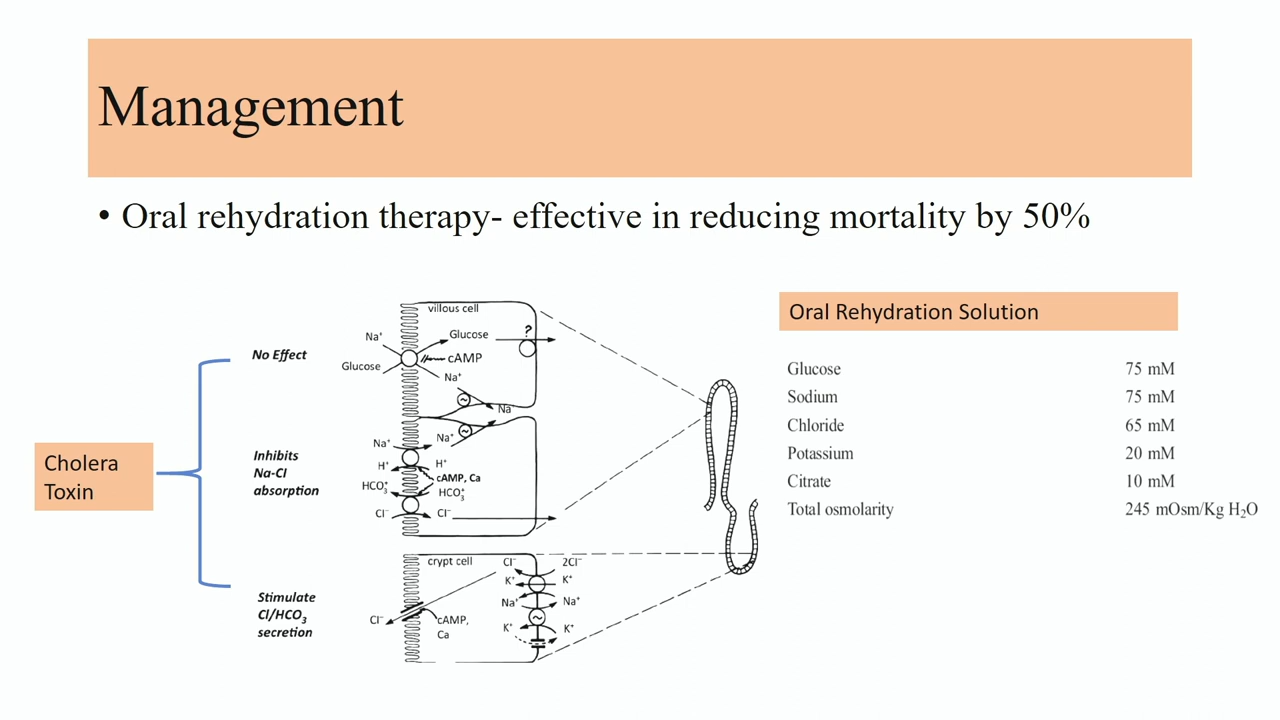 Management
• Oral rehydration therapy- effective in reducing mortality by 50%
Cholera
Toxin
No Effect
Inhibits
Na-Cl
absorption
Stimulate
Cl/HCO₃
secretion
villous cell
Na⁺
Glucose
?
Glucose
cAMP
Na⁺
Na⁺
Na⁺
Na⁺
H⁺
H⁺
cAMP, Ca
HCO₃⁺
HCO₃⁺
Cl⁻
Cl⁻
crypt cell
Cl⁻
2Cl⁻
K⁺
K⁺
Na⁺
Na⁺
Cl⁻
cAMP,
Ca
K⁺
K⁺
Oral Rehydration Solution
Glucose 75 mM
Sodium 75 mM
Chloride 65 mM
Potassium 20 mM
Citrate 10 mM
Total osmolarity 245 mOsm/Kg H₂O